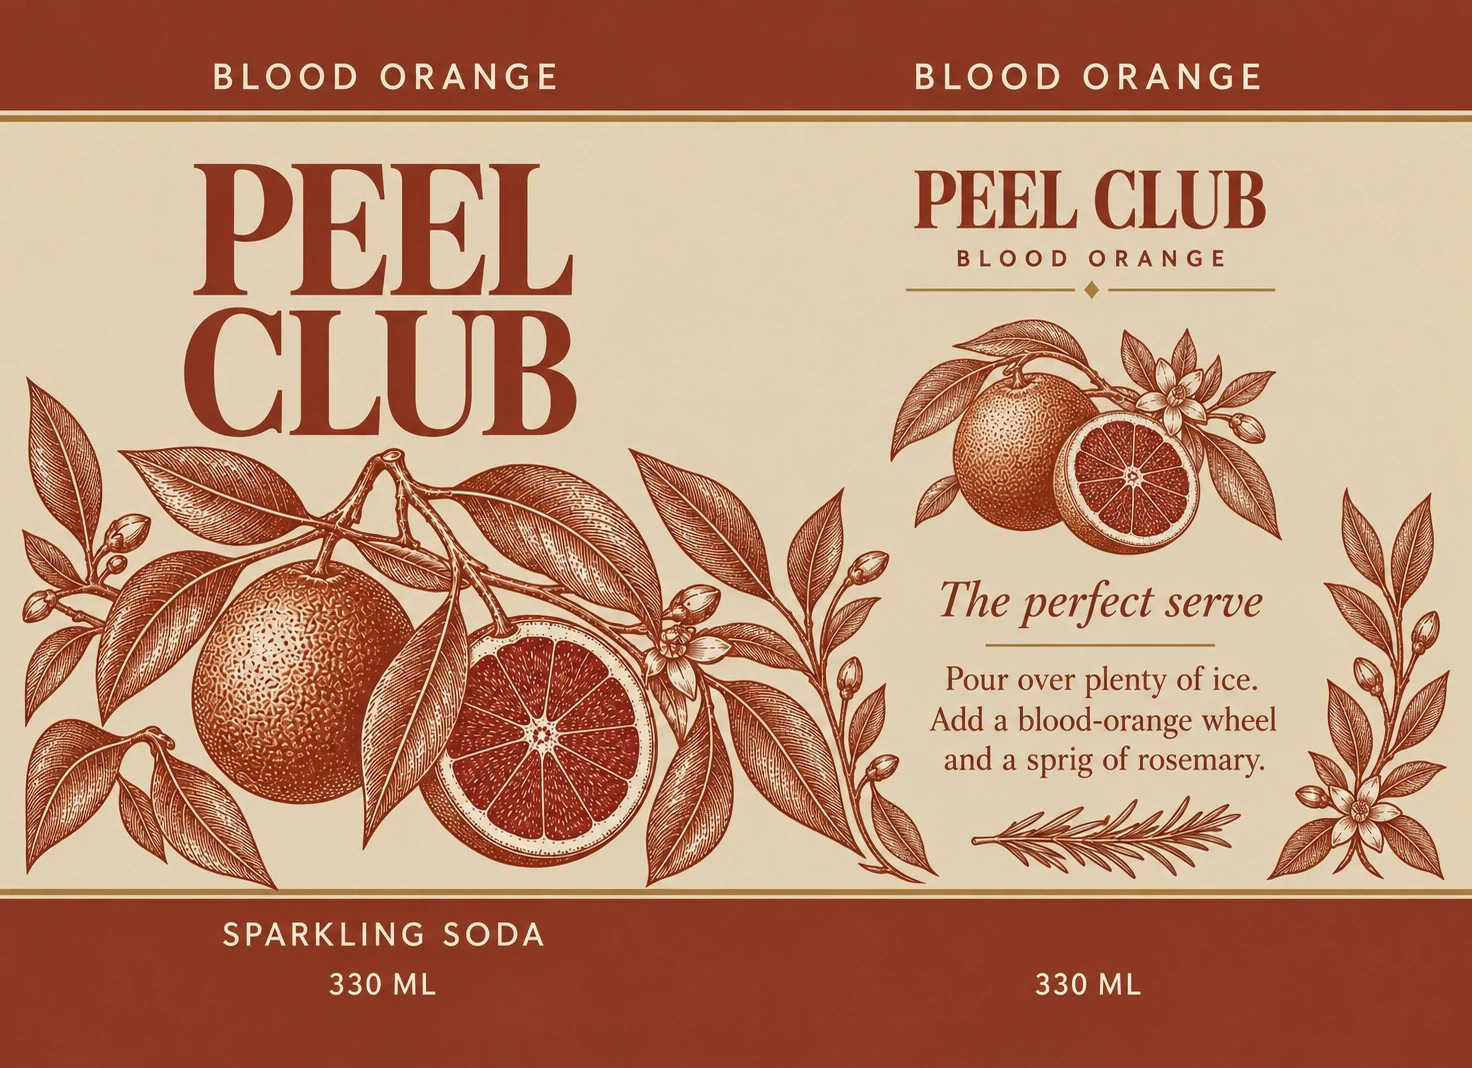 BLOOD ORANGE
PEEL
CLUB
SPARKLING SODA
330 ML
BLOOD ORANGE
PEEL CLUB
BLOOD ORANGE
The perfect serve
Pour over plenty of ice.
Add a blood-orange wheel
and a sprig of rosemary.
330 ML